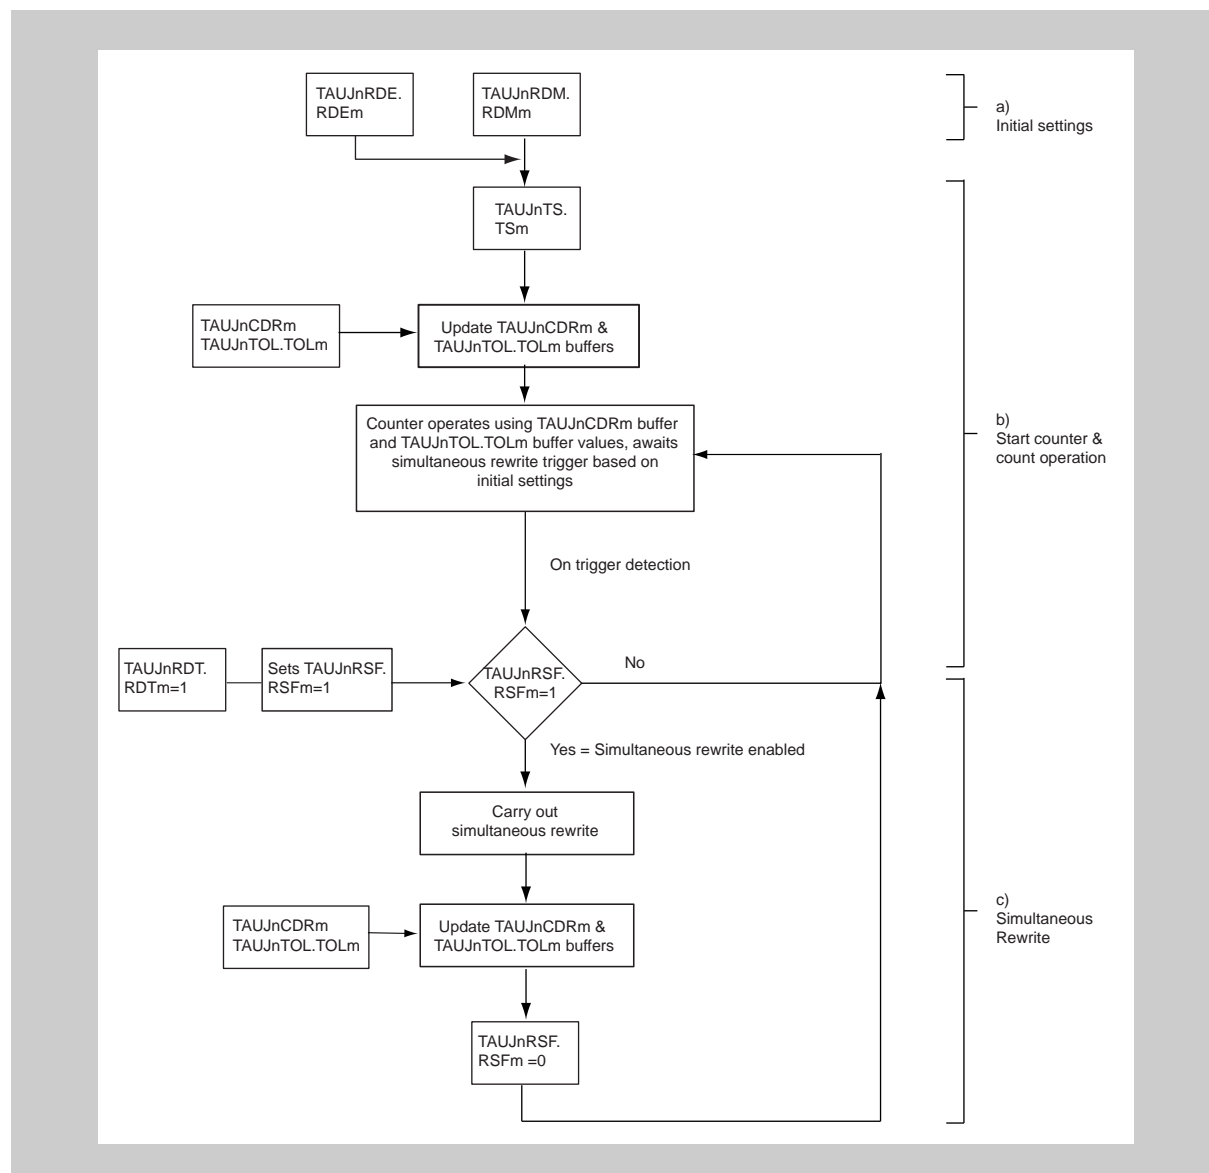 TAUJnRDE.
RDEm
TAUJnRDM.
RDMm
a)
Initial settings
TAUJnTS.
TSm
TAUJnCDRm
TAUJnTOL.TOLm
Update TAUJnCDRm &
TAUJnTOL.TOLm buffers
Counter operates using TAUJnCDRm buffer
and TAUJnTOL.TOLm buffer values, awaits
simultaneous rewrite trigger based on
initial settings
b)
Start counter &
count operation
On trigger detection
TAUJnRDT.
RDTm=1
Sets TAUJnRSF.
RSFm=1
TAUJnRSF.
RSFm=1
No
Yes = Simultaneous rewrite enabled
Carry out
simultaneous rewrite
TAUJnCDRm
TAUJnTOL.TOLm
Update TAUJnCDRm &
TAUJnTOL.TOLm buffers
c)
Simultaneous
Rewrite
TAUJnRSF.
RSFm =0